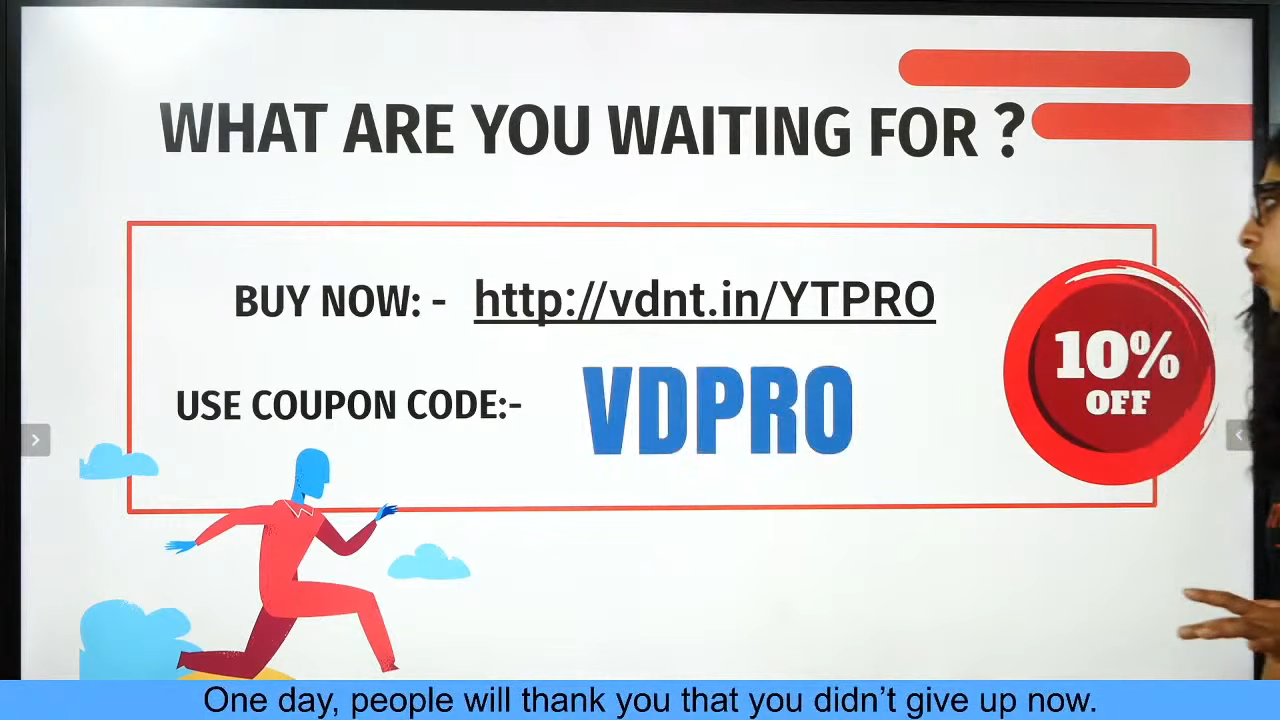 WHAT ARE YOU WAITING FOR ?
BUY NOW: - http://vdnt.in/YTPRO
USE COUPON CODE:- VDPRO
10%
OFF
One day, people will thank you that you didn’t give up now.